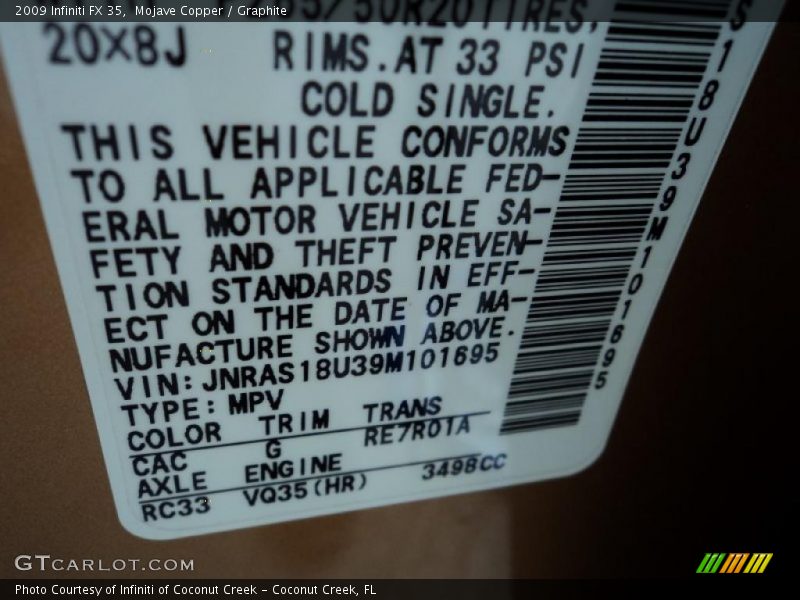 2009 Infiniti FX 35, Mojave Copper / Graphite
5/50R20TIRES,
20X8J RIMS.AT 33 PSI
COLD SINGLE.
THIS VEHICLE CONFORMS
TO ALL APPLICABLE FED-
ERAL MOTOR VEHICLE SA-
FETY AND THEFT PREVEN-
TION STANDARDS IN EFF-
ECT ON THE DATE OF MA-
NUFACTURE SHOWN ABOVE.
VIN:JNRAS18U39M101695
TYPE:MPV
COLOR TRIM TRANS
CAC G RE7R01A
AXLE ENGINE
RC33 VQ35(HR) 3498CC
S18U39M101695
GTCARLOT.COM
Photo Courtesy of Infiniti of Coconut Creek - Coconut Creek, FL